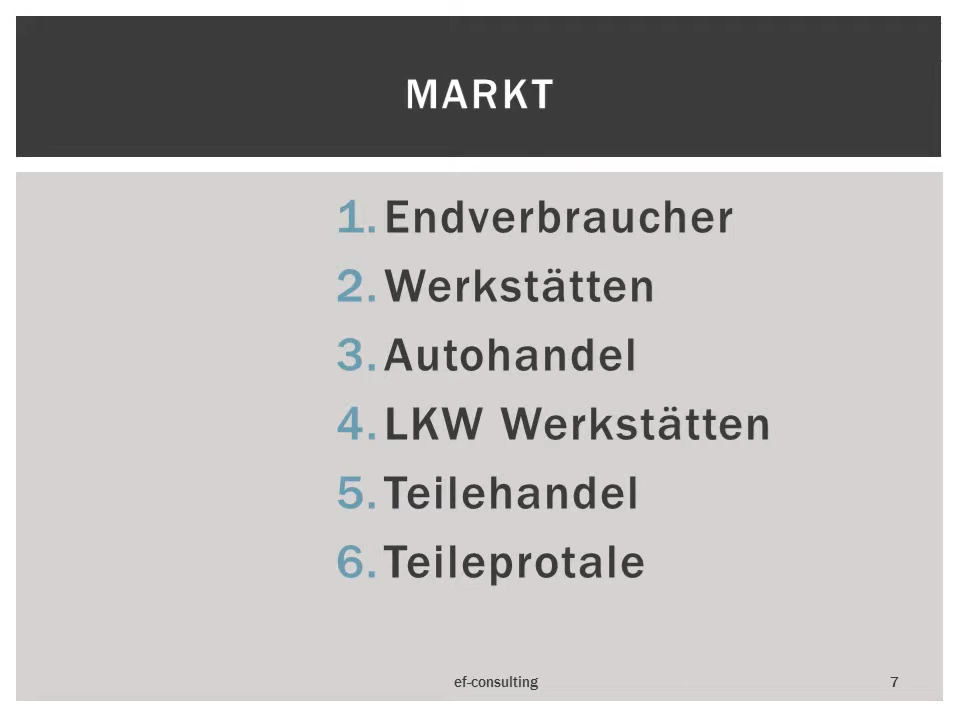 MARKT
1. Endverbraucher
2. Werkstätten
3. Autohandel
4. LKW Werkstätten
5. Teilehandel
6. Teileprotale
ef-consulting
7